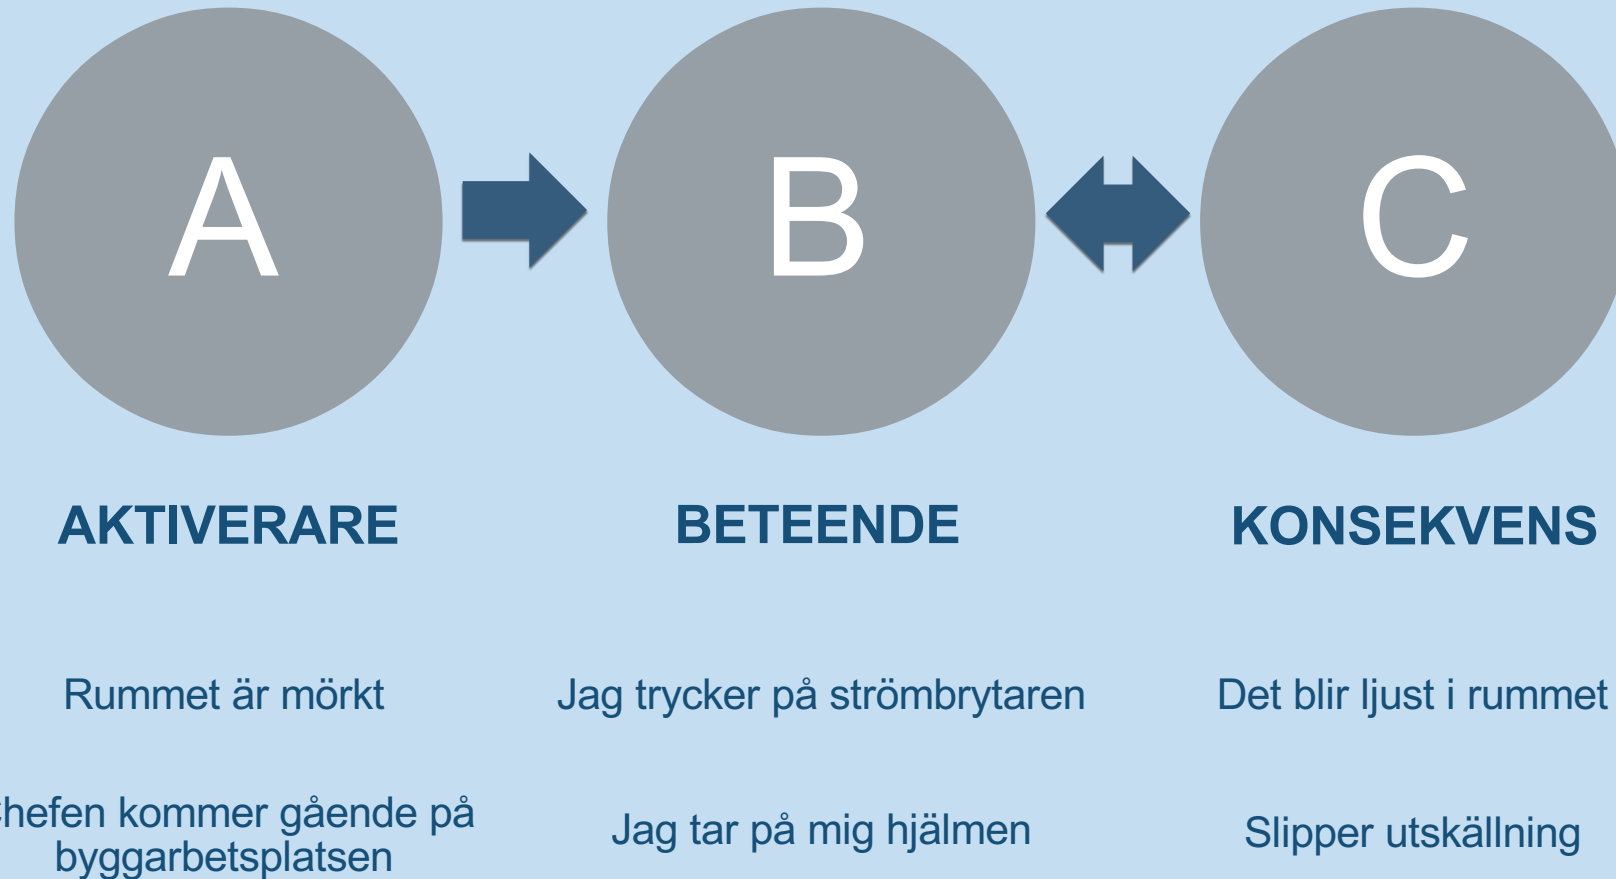 A
B
C
AKTIVERARE
BETEENDE
KONSEKVENS
Rummet är mörkt
Jag trycker på strömbrytaren
Det blir ljust i rummet
Chefen kommer gående på
byggarbetsplatsen
Jag tar på mig hjälmen
Slipper utskällning